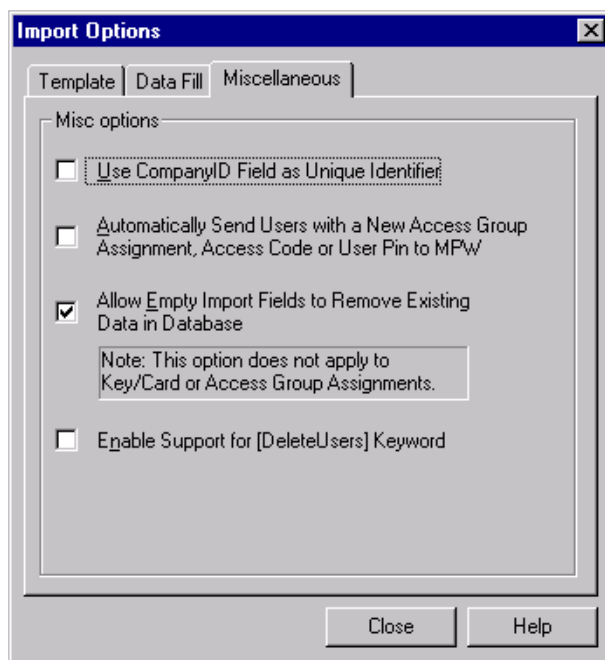 Import Options
Template Data Fill Miscellaneous
Misc options
Use CompanyID Field as Unique Identifier
Automatically Send Users with a New Access Group
Assignment, Access Code or User Pin to MPW
Allow Empty Import Fields to Remove Existing
Data in Database
Note: This option does not apply to
Key/Card or Access Group Assignments.
Enable Support for [DeleteUsers] Keyword
Close Help